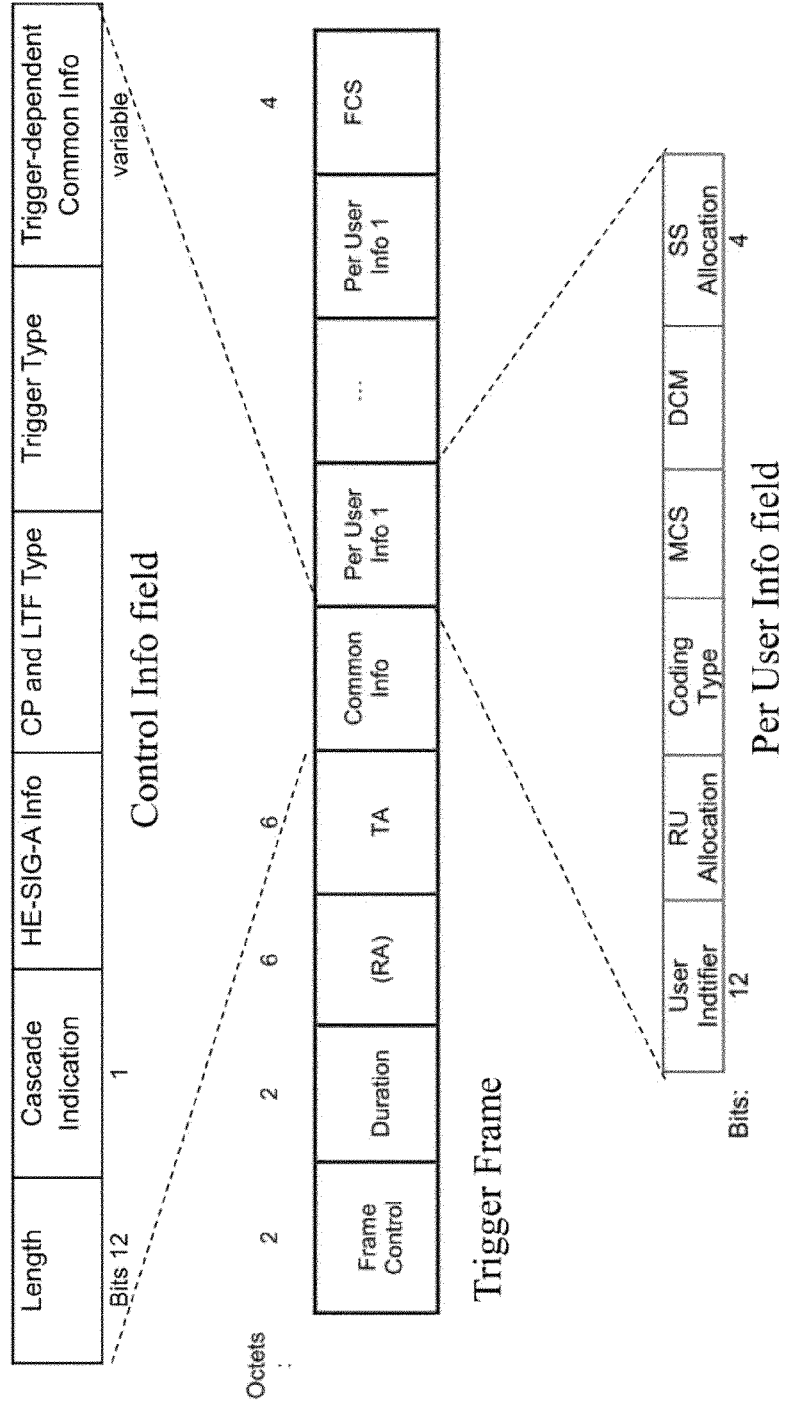 Length
Cascade
Indication
HE-SIG-A Info
CP and LTF Type
Trigger Type
Trigger-dependent
Common Info
Bits 12
1
variable
Control Info field
Octets
:
2
2
6
6
4
Frame
Control
Duration
(RA)
TA
Common
Info
Per User
Info 1
...
Per User
Info 1
FCS
Trigger Frame
User
Indtifier
RU
Allocation
Coding
Type
MCS
DCM
SS
Allocation
Bits:
12
4
Per User Info field